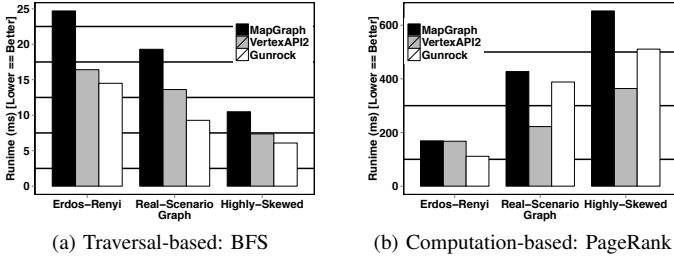 Runime (ms) [Lower == Better]
25
20
15
10
5
0
MapGraph
VertexAPI2
Gunrock
Erdos−Renyi
Real−Scenario
Highly−Skewed
Graph
(a) Traversal-based: BFS
Runime (ms) [Lower == Better]
600
400
200
0
MapGraph
VertexAPI2
Gunrock
Erdos−Renyi
Real−Scenario
Highly−Skewed
Graph
(b) Computation-based: PageRank